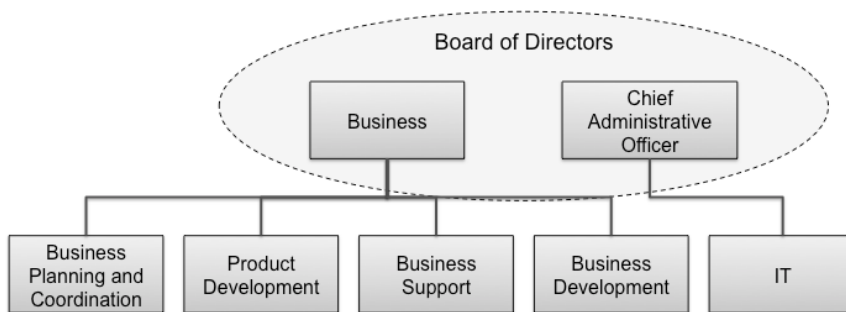 Board of Directors
Business
Chief
Administrative
Officer
Business
Planning and
Coordination
Product
Development
Business
Support
Business
Development
IT